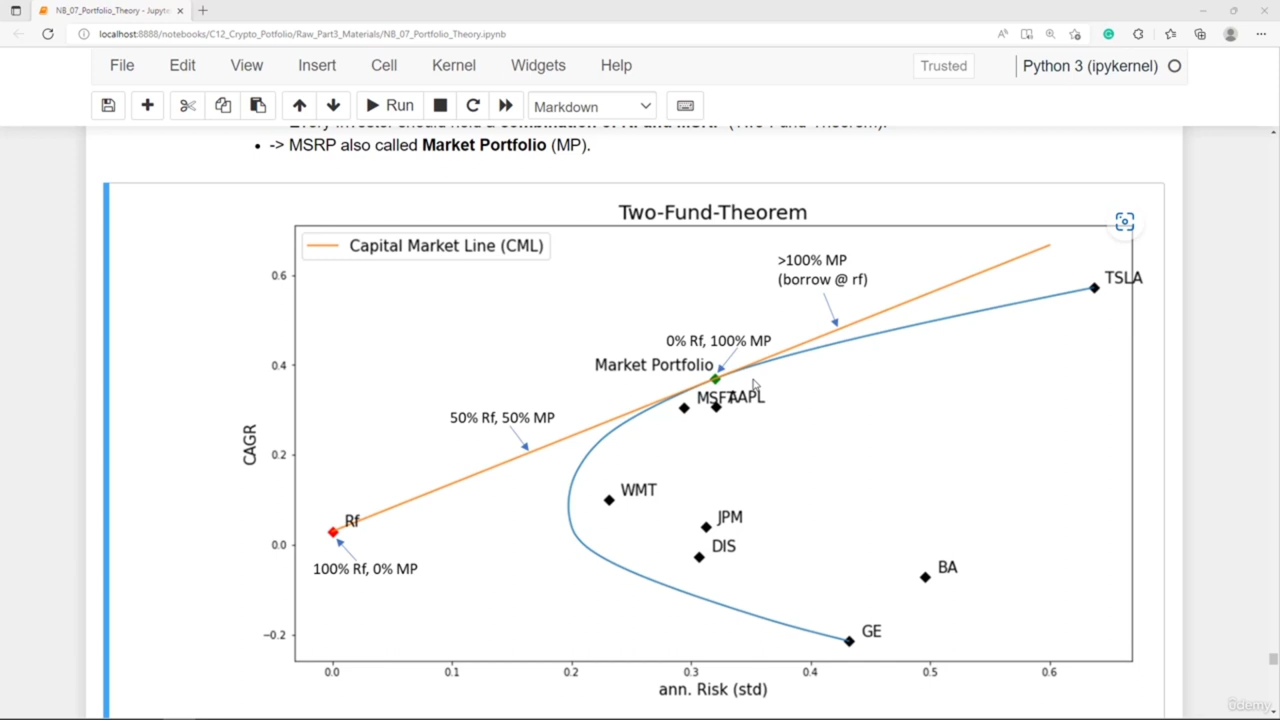 NB_07_Portfolio_Theory - Jupyte
localhost:8888/notebooks/C12_Crypto_Potfolio/Raw_Part3_Materials/NB_07_Portfolio_Theory.ipynb
File Edit View Insert Cell Kernel Widgets Help Trusted Python 3 (ipykernel)
Run Markdown
-> MSRP also called Market Portfolio (MP).
Two-Fund-Theorem
Capital Market Line (CML)
>100% MP
(borrow @ rf)
TSLA
0.6
0% Rf, 100% MP
Market Portfolio
0.4
MSFT AAPL
50% Rf, 50% MP
CAGR
0.2
WMT
JPM
Rf
0.0
DIS
100% Rf, 0% MP
BA
GE
−0.2
0.0 0.1 0.2 0.3 0.4 0.5 0.6
ann. Risk (std)
ûdemy